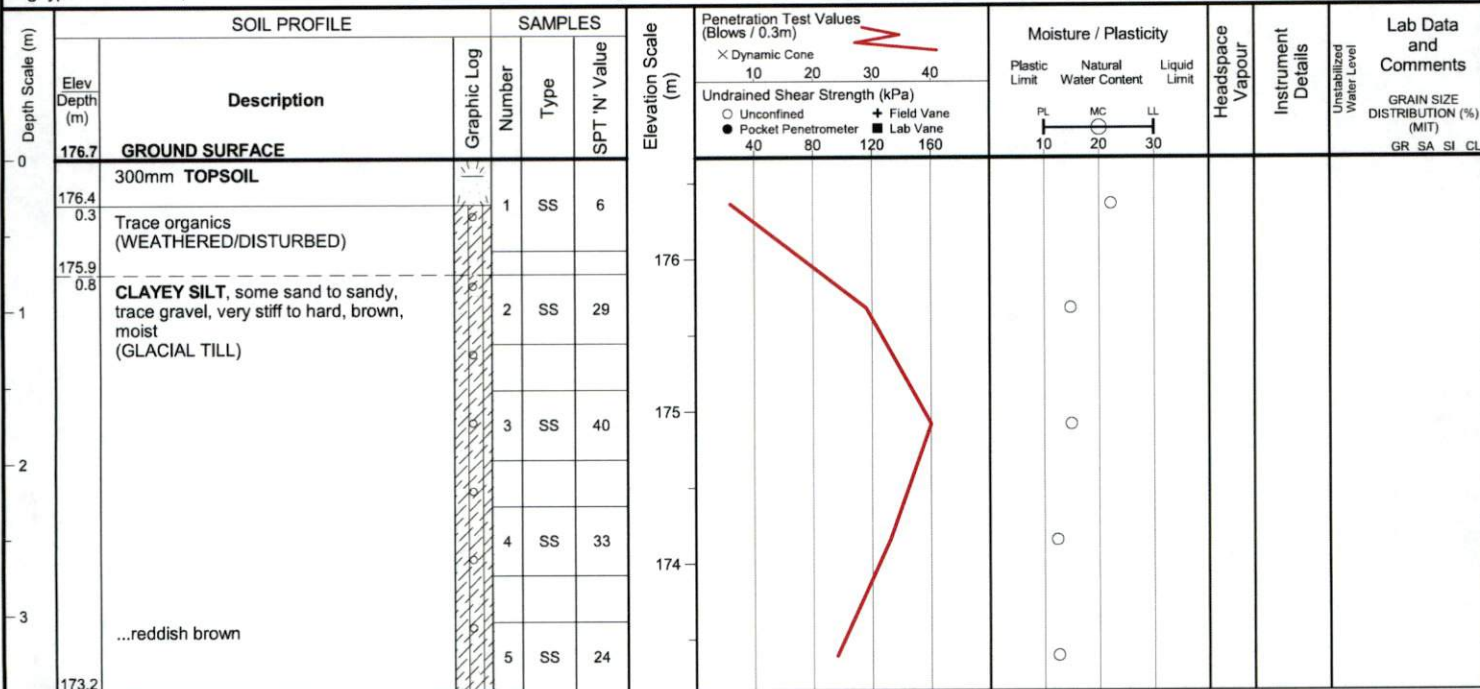 SOIL PROFILE
SAMPLES
Depth Scale (m)
Elev
Depth
(m)
Description
Graphic Log
Number
Type
SPT 'N' Value
Elevation Scale
(m)
Penetration Test Values
(Blows / 0.3m)
× Dynamic Cone
10 20 30 40
Undrained Shear Strength (kPa)
○ Unconfined + Field Vane
● Pocket Penetrometer ■ Lab Vane
40 80 120 160
Moisture / Plasticity
Plastic Limit
Natural Water Content
Liquid Limit
PL MC LL
10 20 30
Headspace
Vapour
Instrument
Details
Unstabilized
Water Level
Lab Data
and
Comments
GRAIN SIZE
DISTRIBUTION (%)
(MIT)
GR SA SI CL
0
176.7 GROUND SURFACE
300mm TOPSOIL
176.4
0.3
1 SS 6
Trace organics
(WEATHERED/DISTURBED)
176
175.9
0.8
CLAYEY SILT, some sand to sandy,
trace gravel, very stiff to hard, brown,
moist
(GLACIAL TILL)
1
2 SS 29
175
3 SS 40
2
4 SS 33
174
3
...reddish brown
5 SS 24
173.2